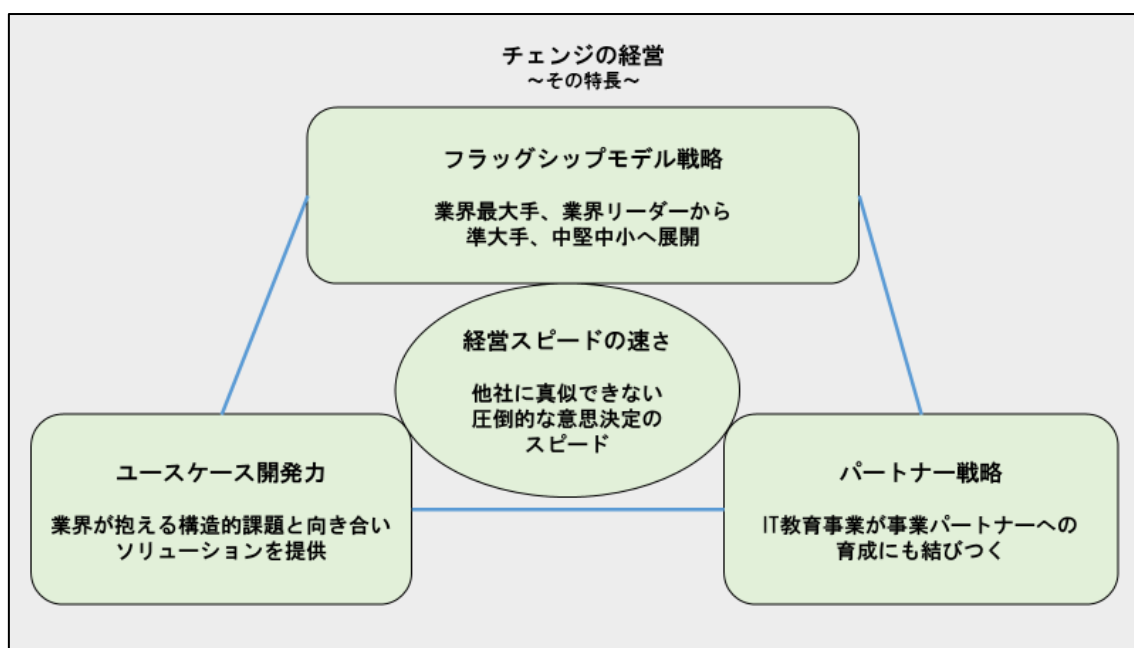 チェンジの経営
~その特長~
フラッグシップモデル戦略
業界最大手、業界リーダーから
準大手、中堅中小へ展開
経営スピードの速さ
他社に真似できない
圧倒的な意思決定の
スピード
ユースケース開発力
業界が抱える構造的課題と向き合い
ソリューションを提供
パートナー戦略
IT教育事業が事業パートナーへの
育成にも結びつく